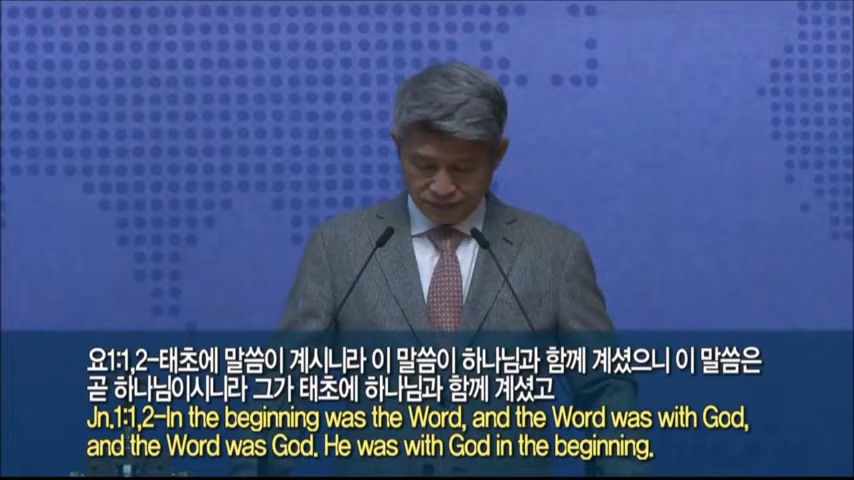 요1:1,2-태초에 말씀이 계시니라 이 말씀이 하나님과 함께 계셨으니 이 말씀은
곧 하나님이시니라 그가 태초에 하나님과 함께 계셨고
Jn.1:1,2-In the beginning was the Word, and the Word was with God,
and the Word was God. He was with God in the beginning.